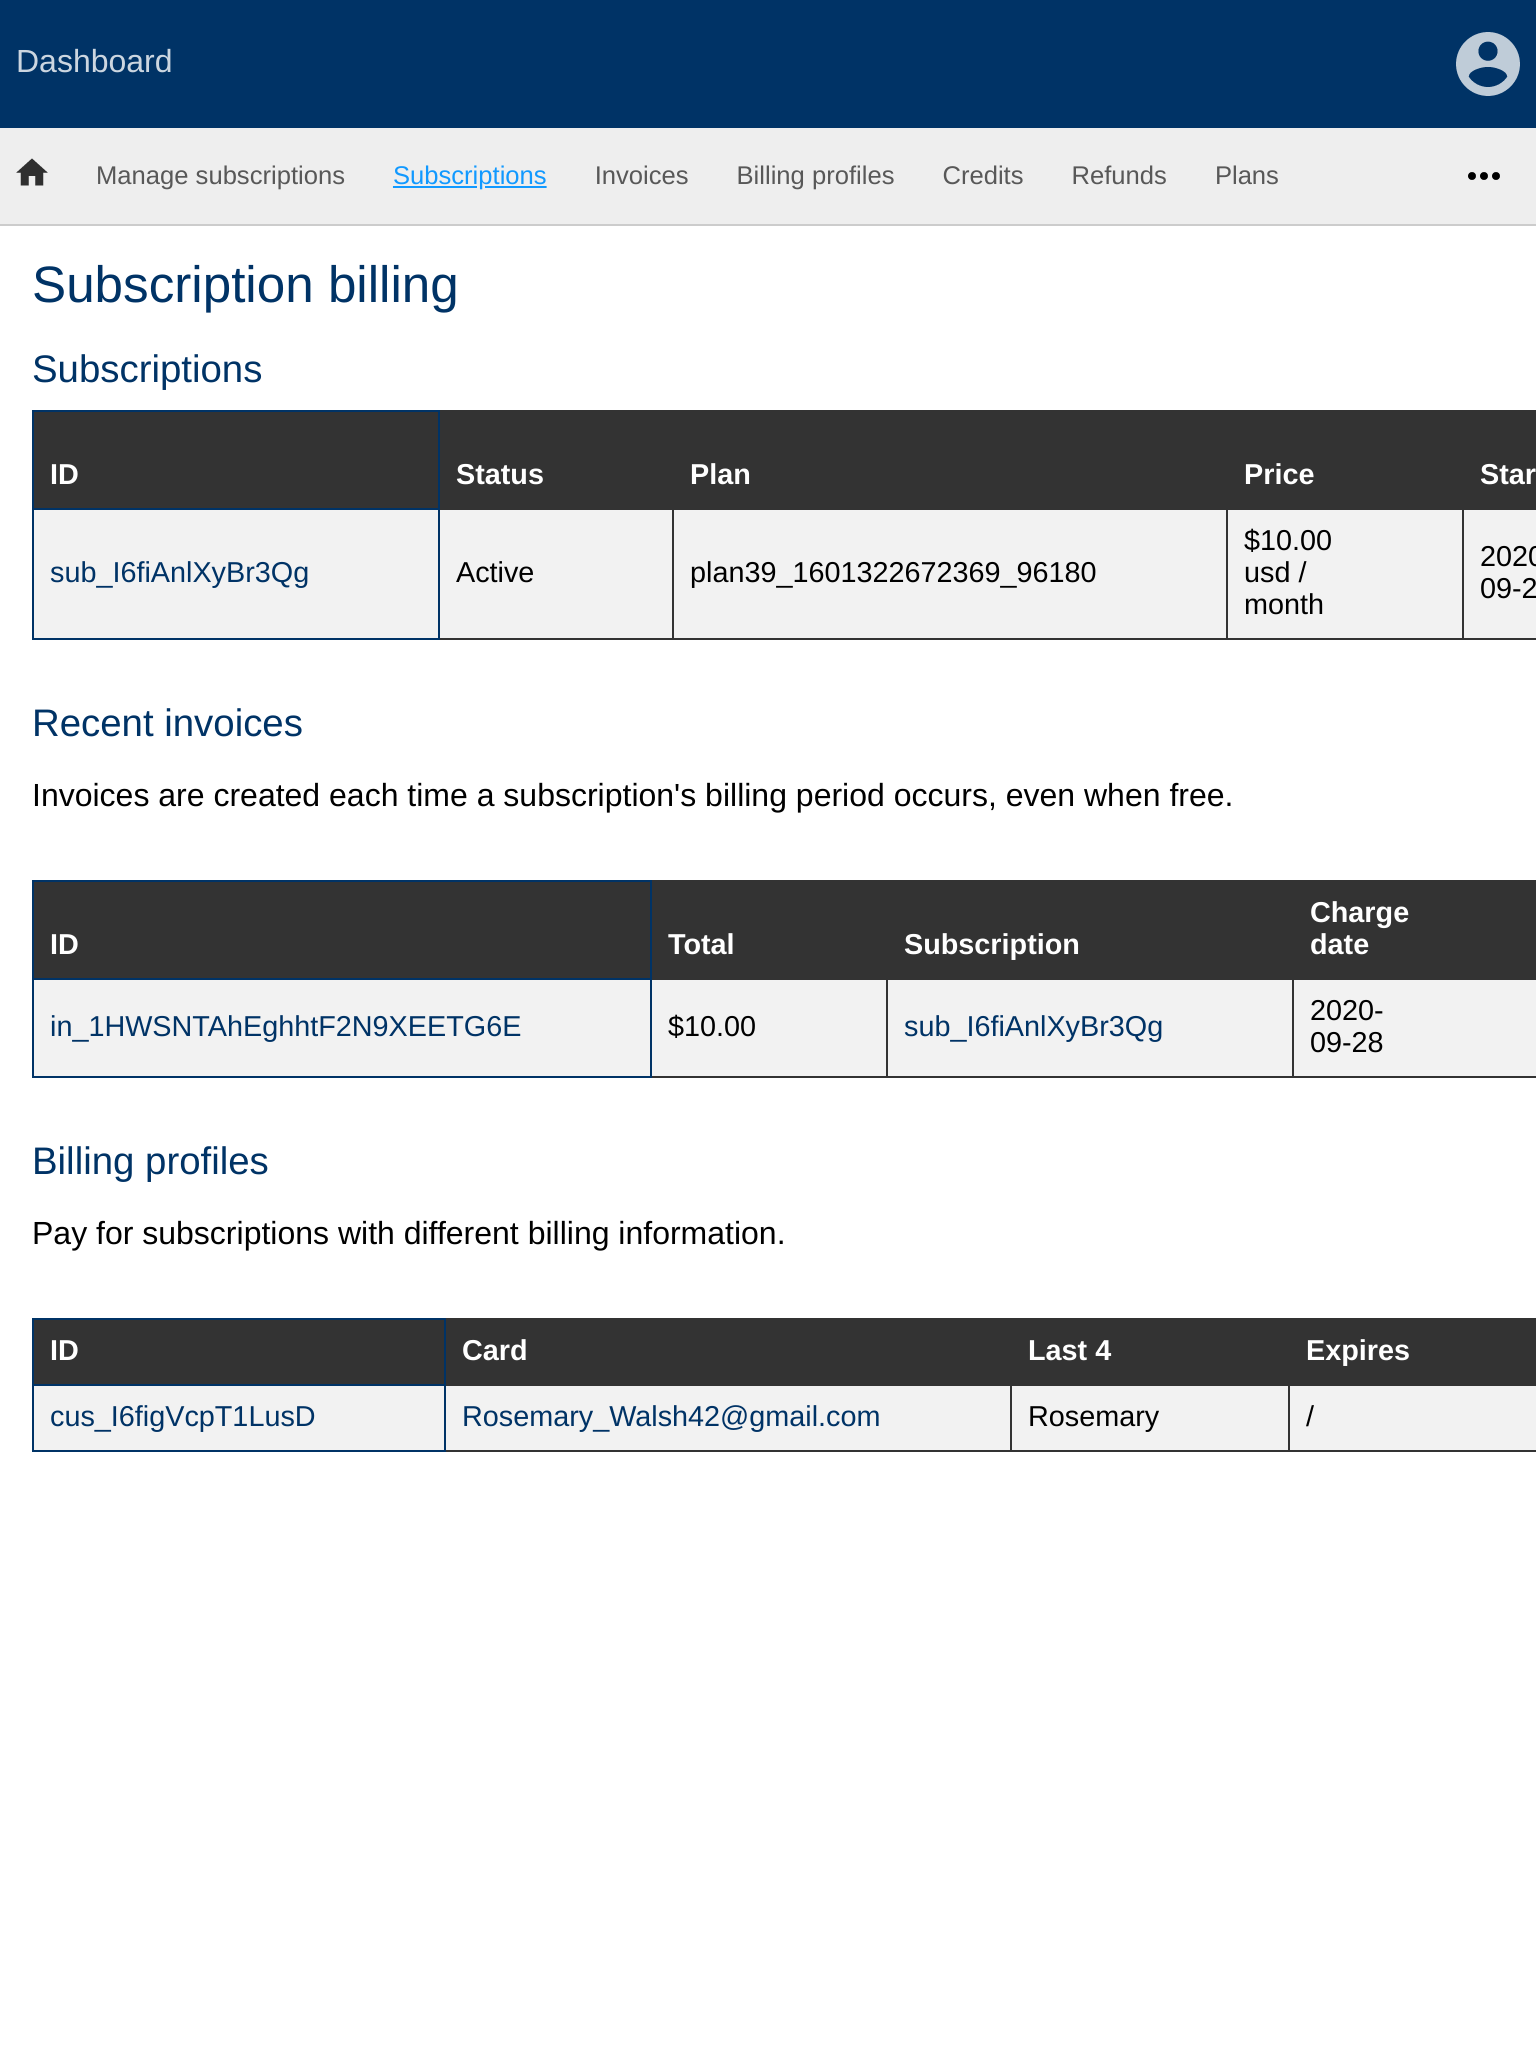 Dashboard
Manage subscriptions Subscriptions Invoices Billing profiles Credits Refunds Plans
Subscription billing
Subscriptions
ID Status Plan Price Star
sub_I6fiAnlXyBr3Qg Active plan39_1601322672369_96180 $10.00 usd / month 2020 09-2
Recent invoices
Invoices are created each time a subscription's billing period occurs, even when free.
ID Total Subscription Charge date
in_1HWSNTAhEghhtF2N9XEETG6E $10.00 sub_I6fiAnlXyBr3Qg 2020-09-28
Billing profiles
Pay for subscriptions with different billing information.
ID Card Last 4 Expires
cus_I6figVcpT1LusD Rosemary_Walsh42@gmail.com Rosemary /